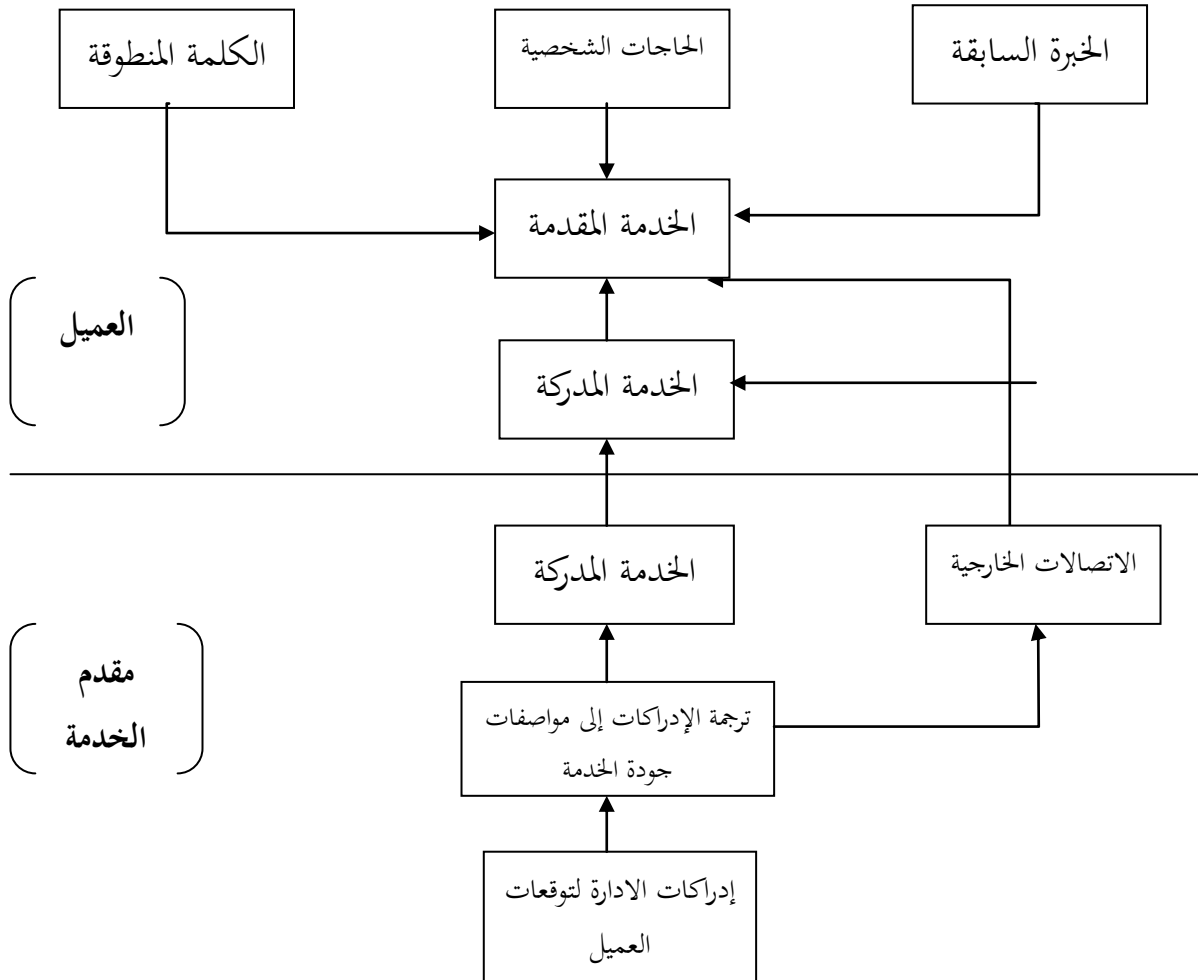 الخبرة السابقة
الحاجات الشخصية
الكلمة المنطوقة
الخدمة المقدمة
العميل
الخدمة المدركة
الخدمة المدركة
الاتصالات الخارجية
مقدم
الخدمة
ترجمة الإدراكات إلى مواصفات
جودة الخدمة
إدراكات الادارة لتوقعات
العميل